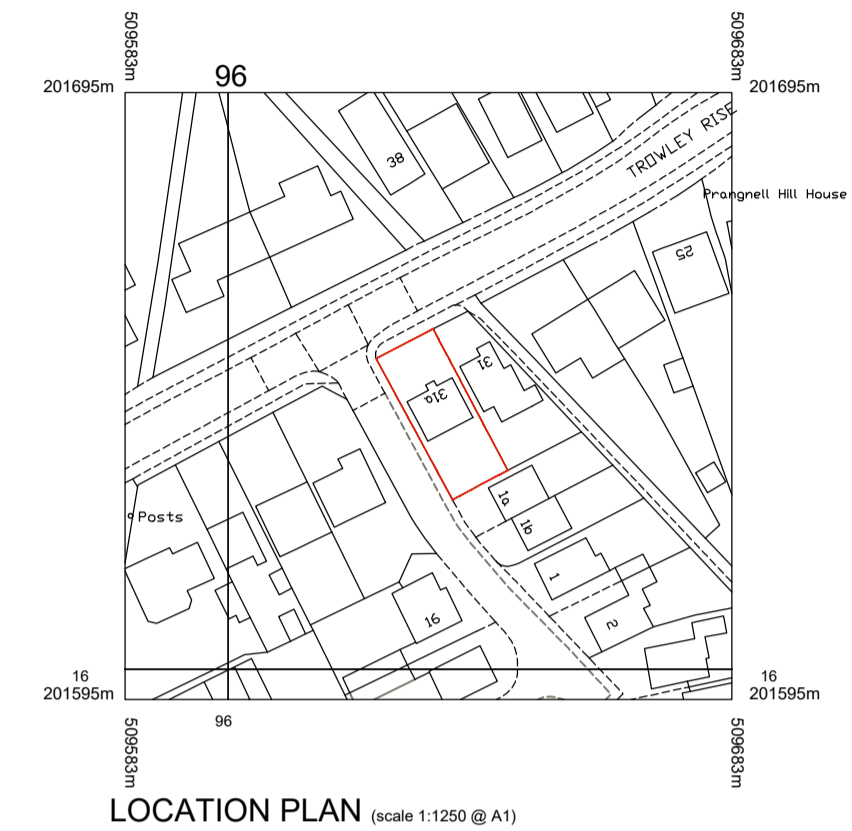 509583m
509683m
96
201695m
201695m
TROWLEY RISE
38
Prangnell Hill House
25
31
31a
1a
Posts
1b
1
16
2
16
16
201595m
201595m
96
509583m
509683m
LOCATION PLAN (scale 1:1250 @ A1)